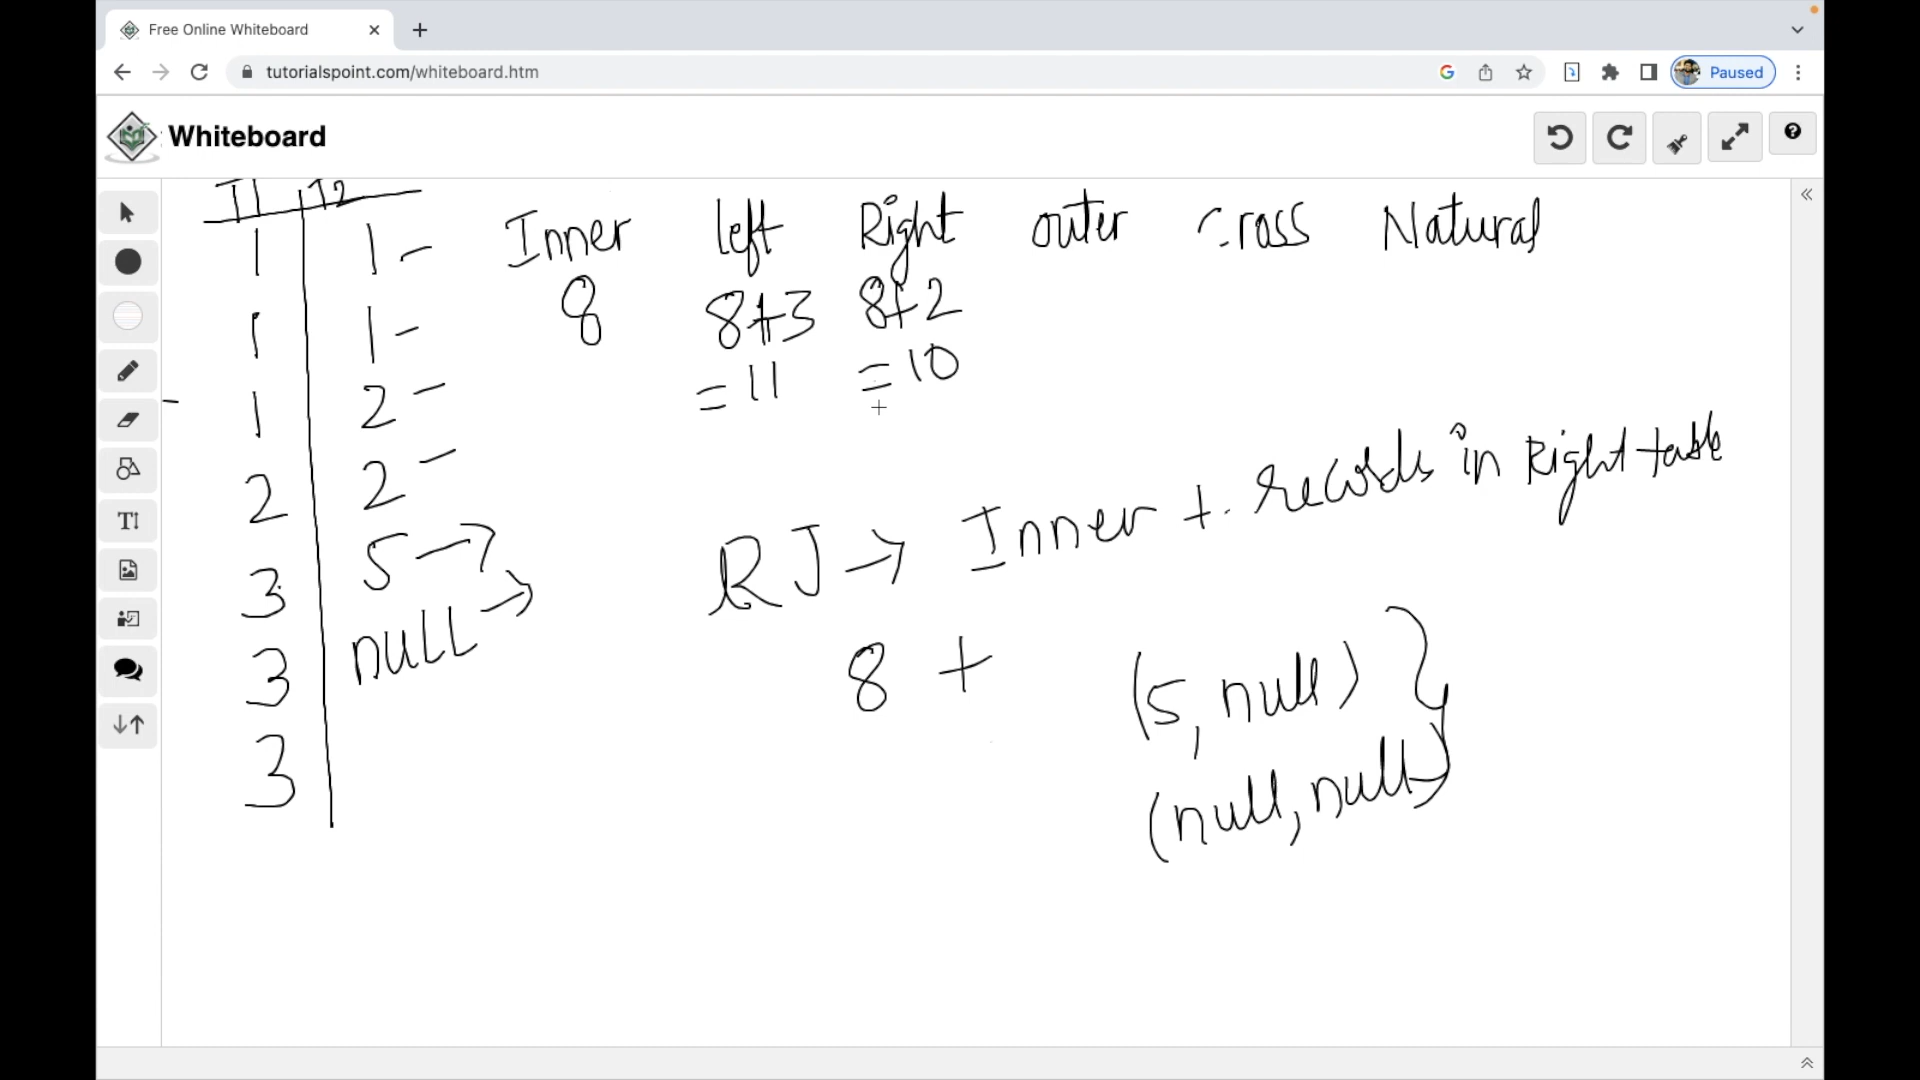 Free Online Whiteboard
tutorialspoint.com/whiteboard.htm
Paused
Whiteboard
T1 T2
Inner left Right outer cross Natural
1 1 -
8 8+3 8+2
1 1 -
= 11 = 10
- 1 2 -
2 2 -
RJ → Inner + records in Right table
3 5 →
3 null →
8 + (5, null) }
3
(null, null)